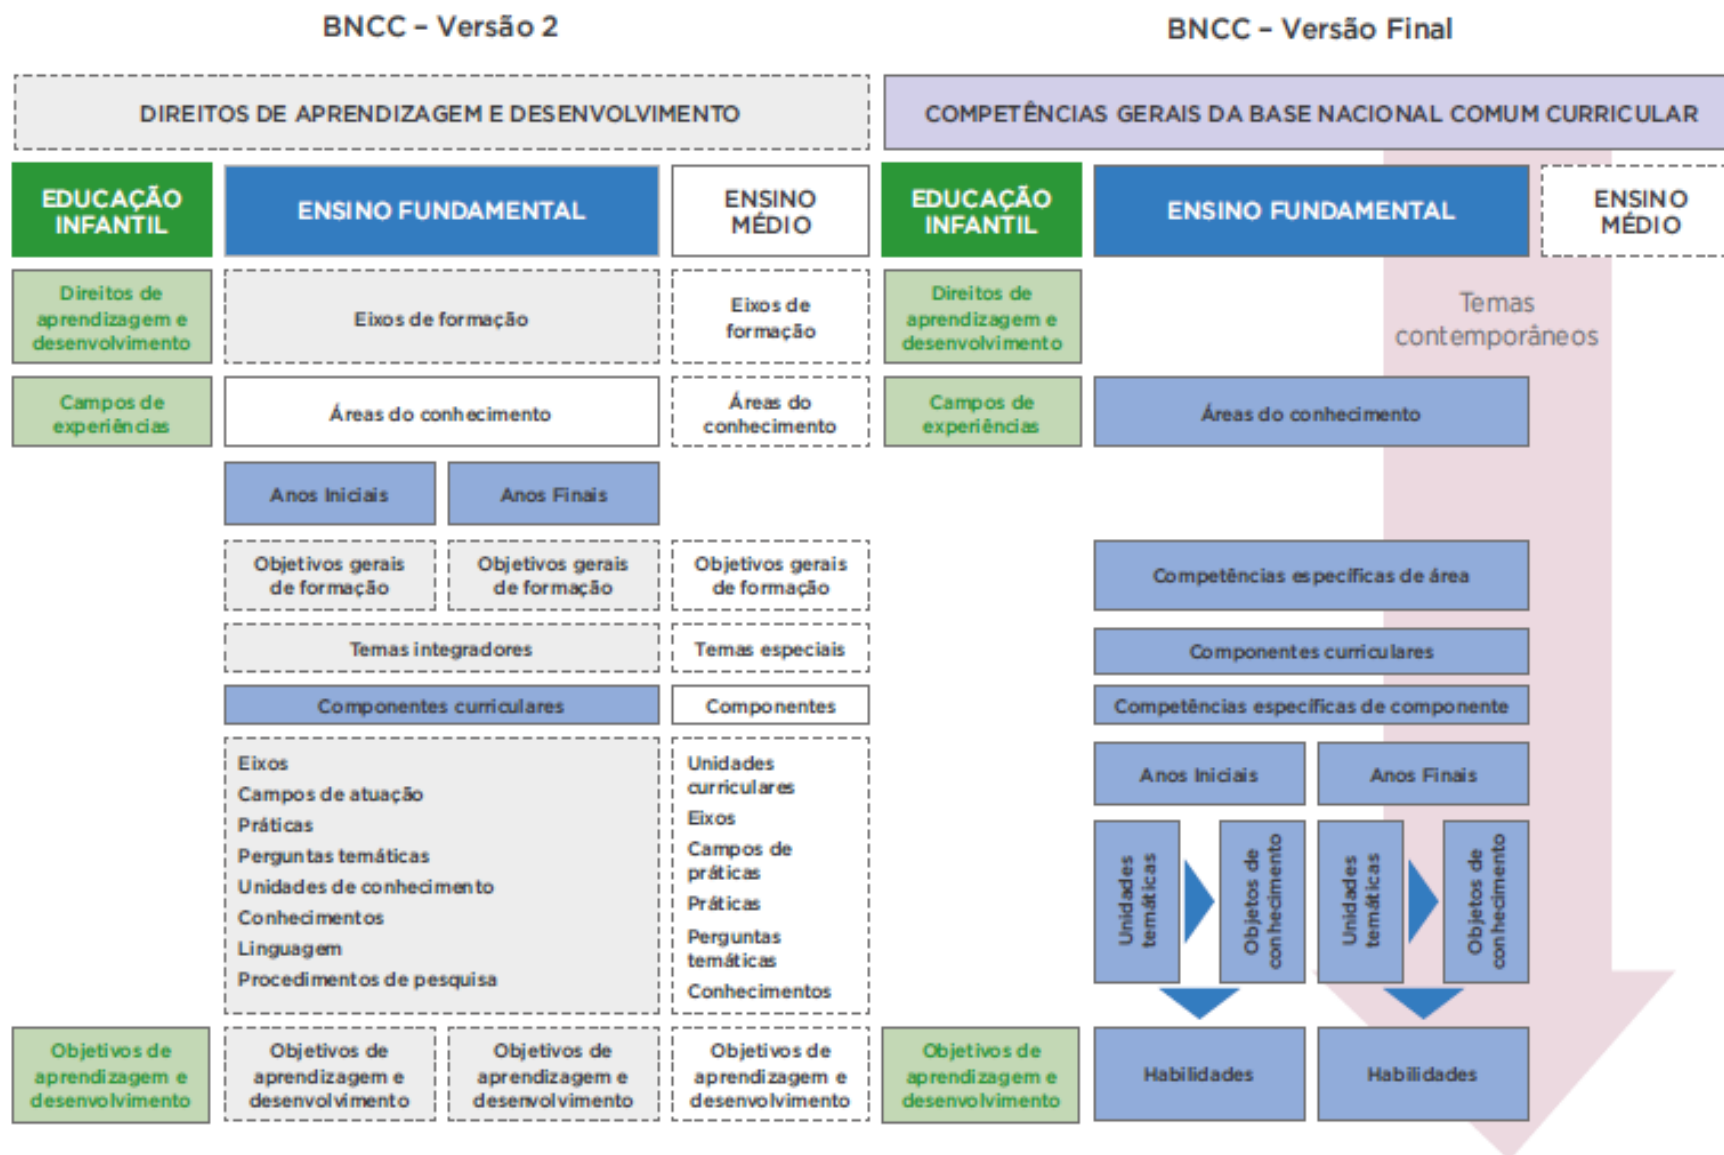 BNCC – Versão 2
DIREITOS DE APRENDIZAGEM E DESENVOLVIMENTO
EDUCAÇÃO
INFANTIL
ENSINO FUNDAMENTAL
ENSINO
MÉDIO
Direitos de
aprendizagem e
desenvolvimento
Eixos de formação
Eixos de
formação
Campos de
experiências
Áreas do conhecimento
Áreas do
conhecimento
Anos Iniciais
Anos Finais
Objetivos gerais
de formação
Objetivos gerais
de formação
Objetivos gerais
de formação
Temas integradores
Temas especiais
Componentes curriculares
Componentes
Eixos
Campos de atuação
Práticas
Perguntas temáticas
Unidades de conhecimento
Conhecimentos
Linguagem
Procedimentos de pesquisa
Unidades
curriculares
Eixos
Campos de
práticas
Práticas
Perguntas
temáticas
Conhecimentos
Objetivos de
aprendizagem e
desenvolvimento
Objetivos de
aprendizagem e
desenvolvimento
Objetivos de
aprendizagem e
desenvolvimento
Objetivos de
aprendizagem e
desenvolvimento
BNCC – Versão Final
COMPETÊNCIAS GERAIS DA BASE NACIONAL COMUM CURRICULAR
EDUCAÇÃO
INFANTIL
ENSINO FUNDAMENTAL
ENSINO
MÉDIO
Direitos de
aprendizagem e
desenvolvimento
Temas
contemporâneos
Campos de
experiências
Áreas do conhecimento
Competências específicas de área
Componentes curriculares
Competências específicas de componente
Anos Iniciais
Anos Finais
Unidades
temáticas
Objetos de
conhecimento
Unidades
temáticas
Objetos de
conhecimento
Objetivos de
aprendizagem e
desenvolvimento
Habilidades
Habilidades